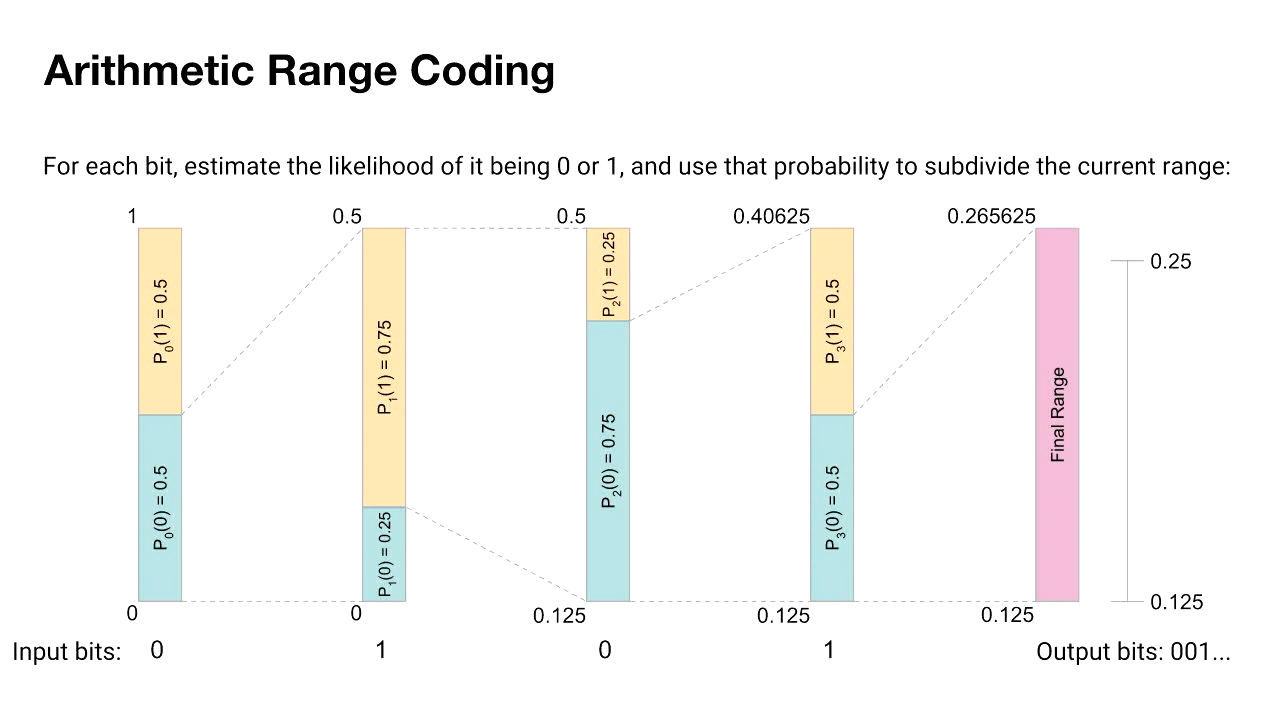 Arithmetic Range Coding
For each bit, estimate the likelihood of it being 0 or 1, and use that probability to subdivide the current range:
1
0.5
0.5
0.40625
0.265625
P0(1) = 0.5
P0(0) = 0.5
P1(1) = 0.75
P1(0) = 0.25
P2(1) = 0.25
P2(0) = 0.75
P3(1) = 0.5
P3(0) = 0.5
Final Range
0.25
0.125
0
0
0.125
0.125
0.125
Input bits: 0 1 0 1
Output bits: 001...